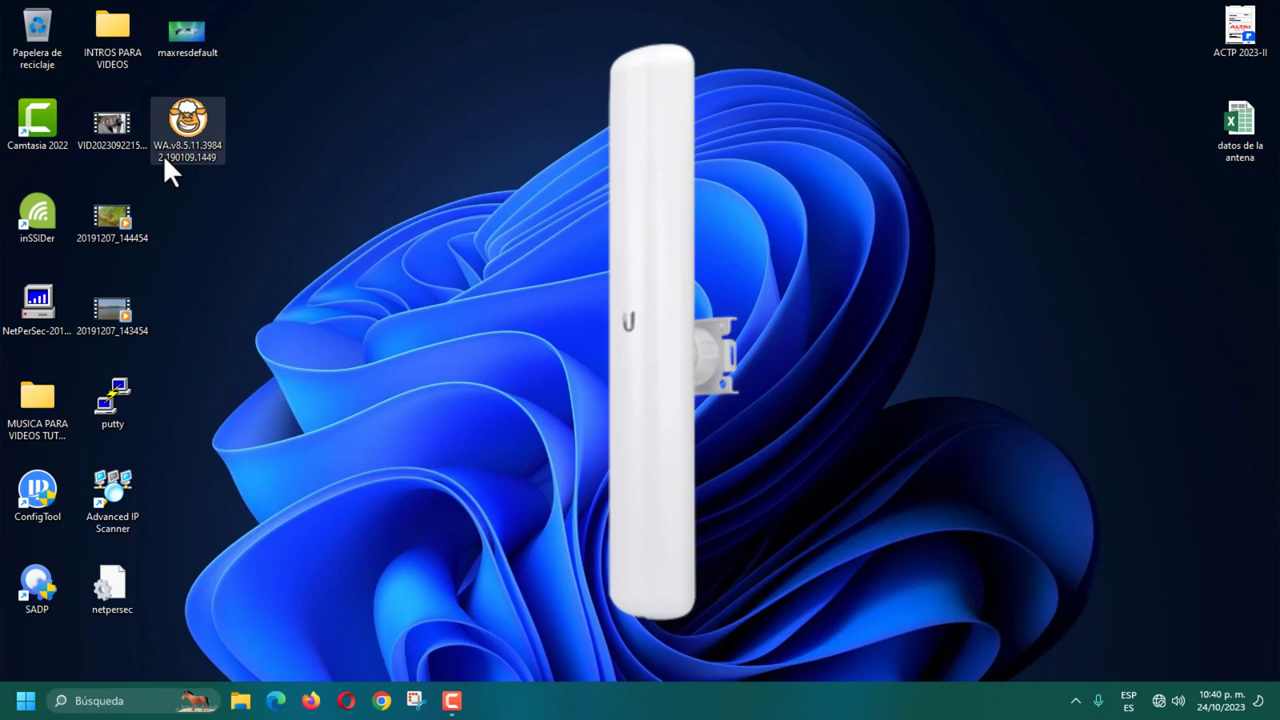 Papelera de
reciclaje
INTROS PARA
VIDEOS
maxresdefault
Camtasia 2022
VID2023092215...
WA.v8.5.11.3984
2.190109.1449
inSSIDer
20191207_144454
NetPerSec-201...
20191207_143454
MUSICA PARA
VIDEOS TUT...
putty
IP
ConfigTool
Advanced IP
Scanner
SADP
netpersec
ALTAI
ACTP 2023-II
datos de la
antena
Búsqueda
ESP
ES
10:40 p. m.
24/10/2023